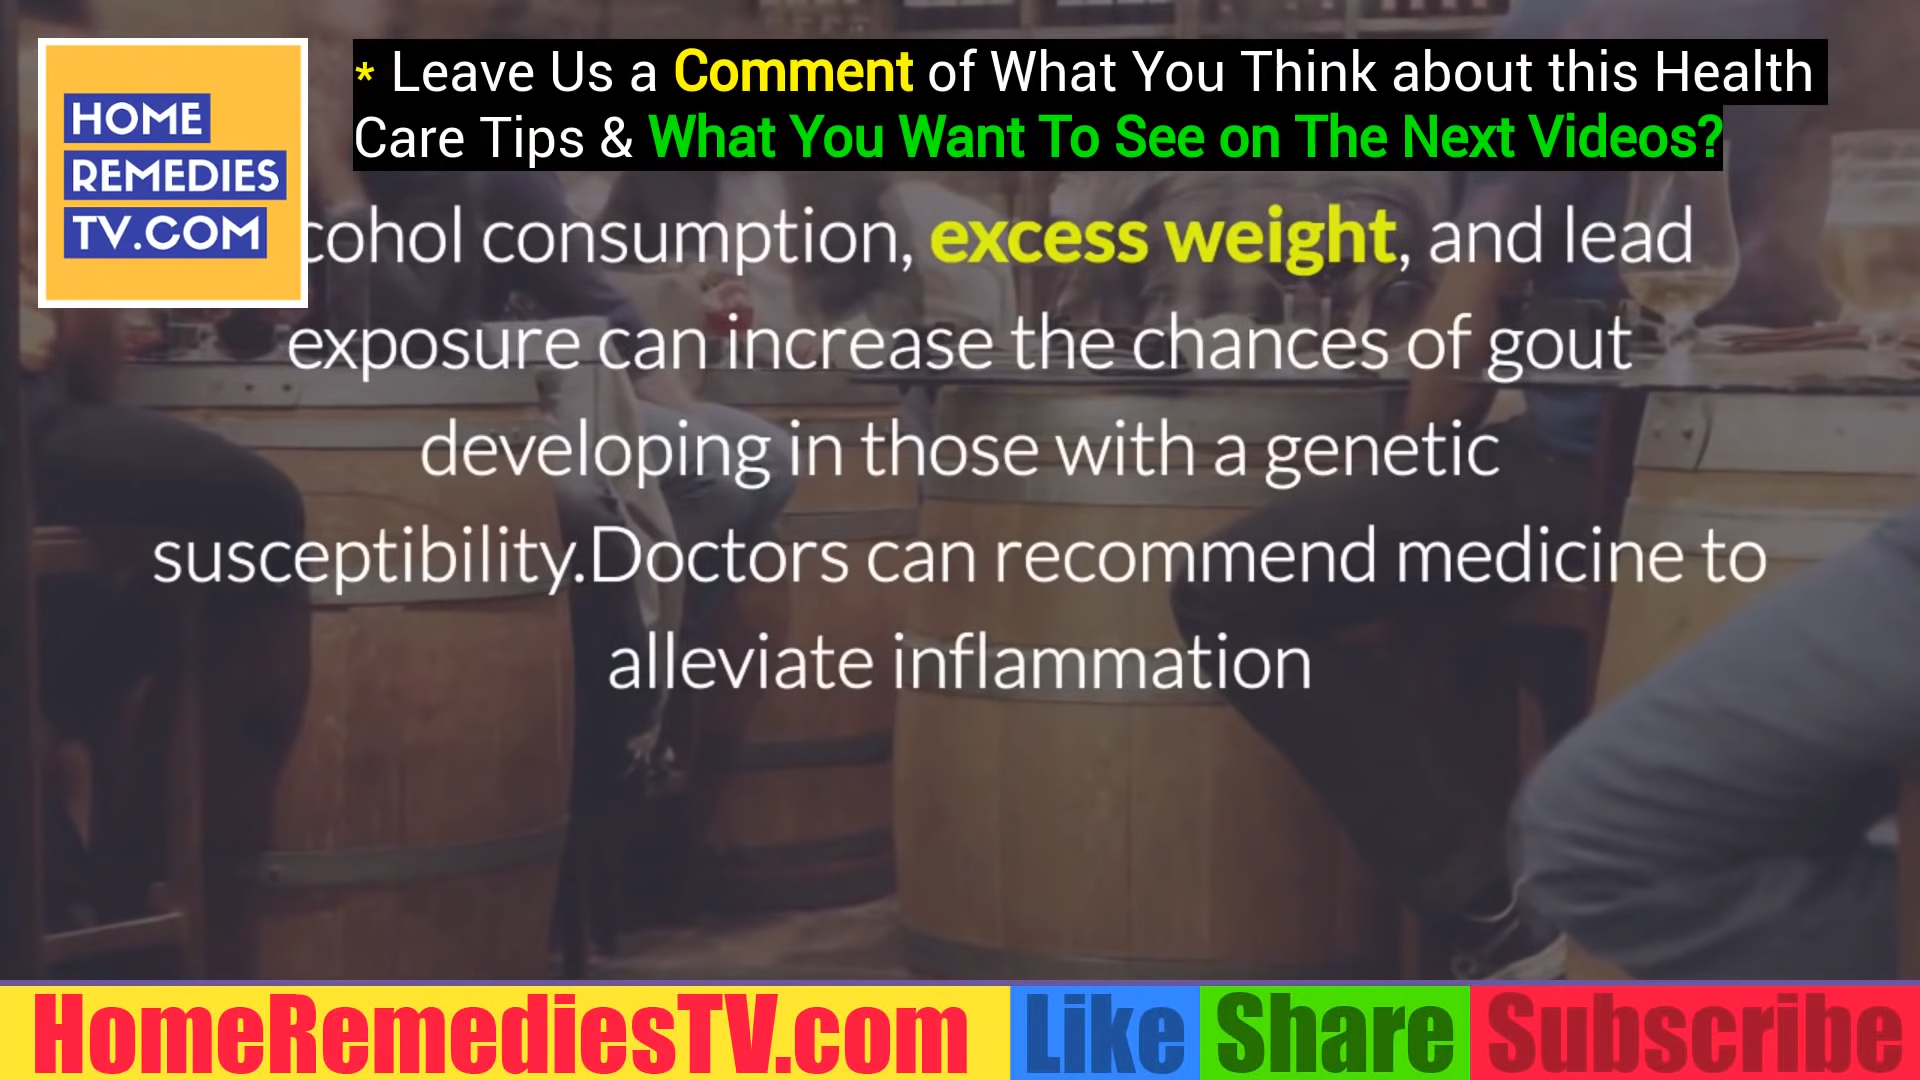 HOME
REMEDIES
TV.COM
* Leave Us a Comment of What You Think about this Health
Care Tips & What You Want To See on The Next Videos?
cohol consumption, excess weight, and lead
exposure can increase the chances of gout
developing in those with a genetic
susceptibility.Doctors can recommend medicine to
alleviate inflammation
HomeRemediesTV.com Like Share Subscribe